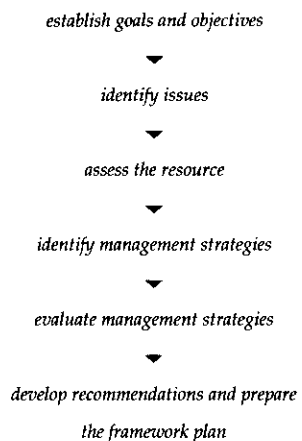 establish goals and objectives
identify issues
assess the resource
identify management strategies
evaluate management strategies
develop recommendations and prepare
the framework plan